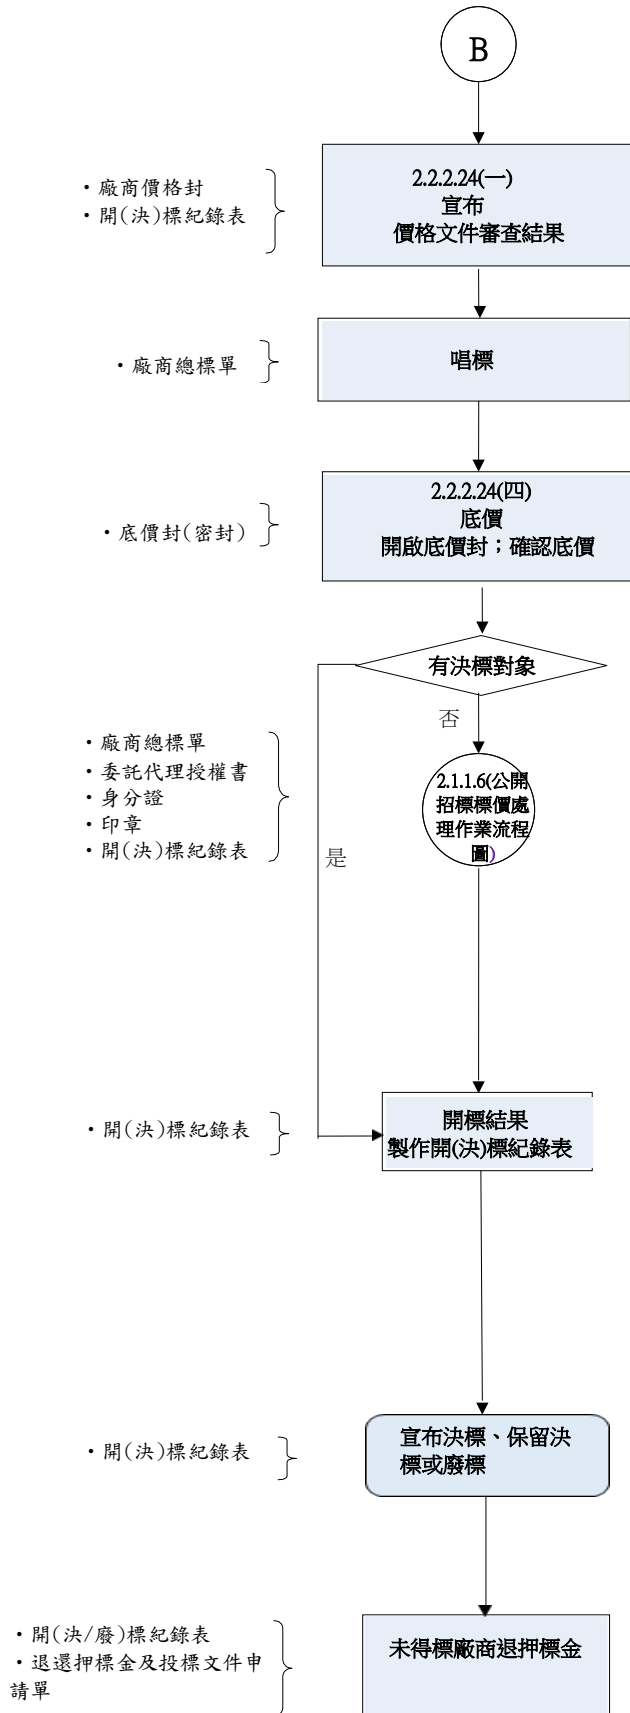 B
・廠商價格封
・開(決)標紀錄表
2.2.2.24(一)
宣布
價格文件審查結果
・廠商總標單
唱標
・底價封(密封)
2.2.2.24(四)
底價
開啟底價封；確認底價
有決標對象
否
・廠商總標單
・委託代理授權書
・身分證
・印章
・開(決)標紀錄表
是
2.1.1.6(公開
招標標價處
理作業流程
圖)
・開(決)標紀錄表
開標結果
製作開(決)標紀錄表
・開(決)標紀錄表
宣布決標、保留決
標或廢標
・開(決/廢)標紀錄表
・退還押標金及投標文件申
請單
未得標廠商退押標金